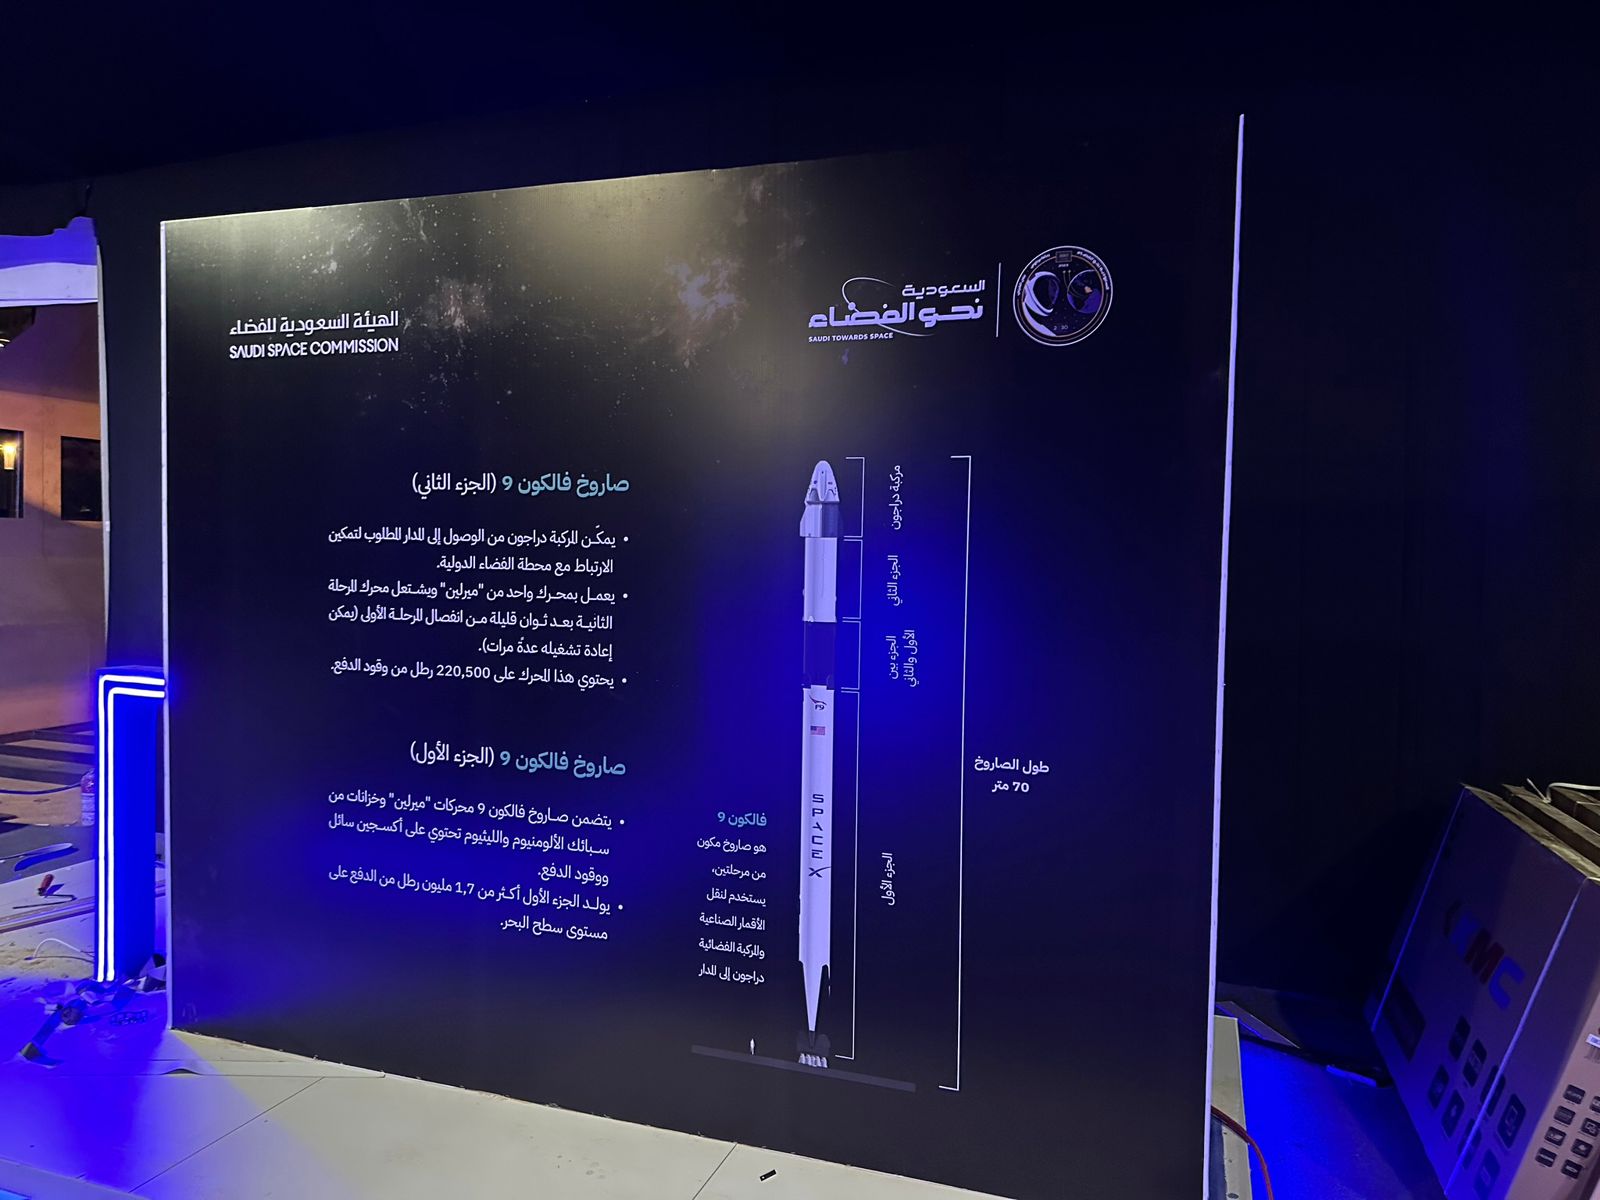 السعودية
نحو الفضاء
SAUDI TOWARDS SPACE
الهيئة السعودية للفضاء
SAUDI SPACE COMMISSION
مركبة دراجون
الجزء الثاني
الجزء بين
الأول والثاني
الجزء الأول
طول الصاروخ
70 متر
F9
SPACEX
فالكون 9
هو صاروخ مكون
من مرحلتين،
يستخدم لنقل
الأقمار الصناعية
والمركبة الفضائية
دراجون إلى المدار
صاروخ فالكون 9 (الجزء الثاني)
• يمكّن المركبة دراجون من الوصول إلى المدار المطلوب لتمكين
الارتباط مع محطة الفضاء الدولية.
• يعمل بمحرك واحد من "ميرلين" ويشتعل محرك المرحلة
الثانية بعد ثوان قليلة من انفصال المرحلة الأولى (يمكن
إعادة تشغيله عدة مرات).
• يحتوي هذا المحرك على 220,500 رطل من وقود الدفع.
صاروخ فالكون 9 (الجزء الأول)
• يتضمن صاروخ فالكون 9 محركات "ميرلين" وخزانات من
سبائك الألومنيوم والليثيوم تحتوي على أكسجين سائل
ووقود الدفع.
• يولد الجزء الأول أكثر من 1,7 مليون رطل من الدفع على
مستوى سطح البحر.